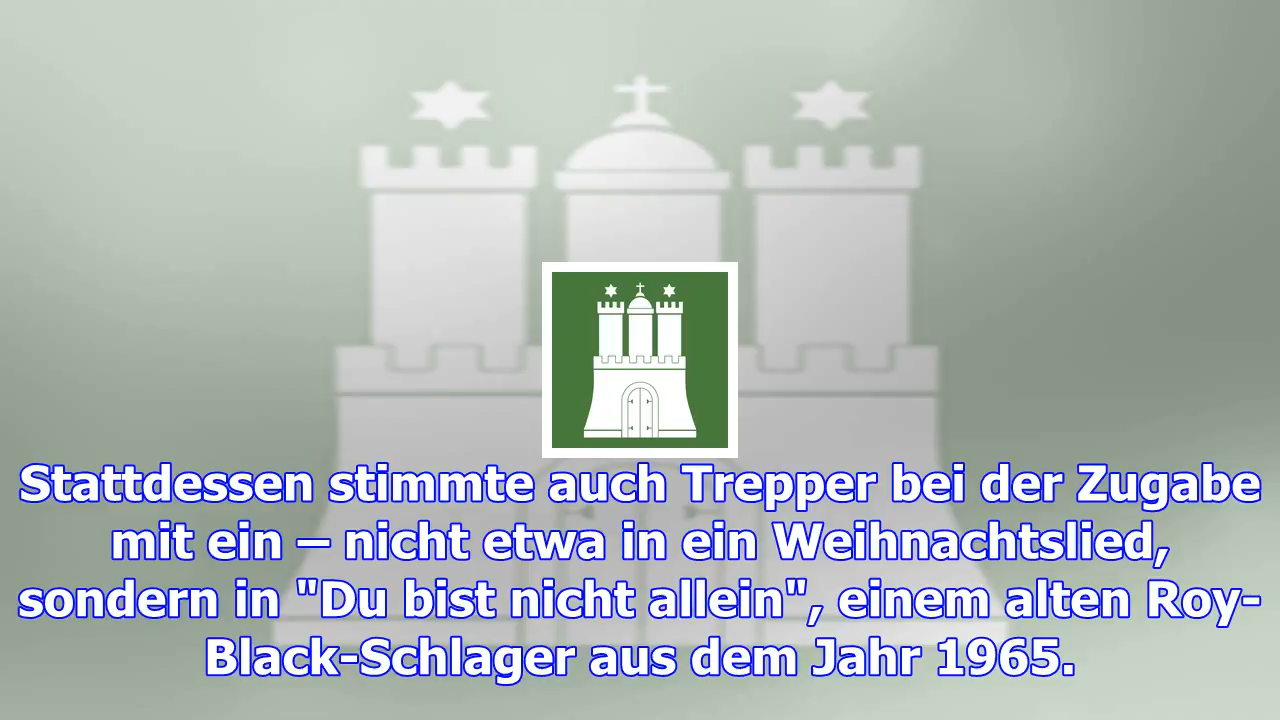 Stattdessen stimmte auch Trepper bei der Zugabe
mit ein – nicht etwa in ein Weihnachtslied,
sondern in "Du bist nicht allein", einem alten Roy-
Black-Schlager aus dem Jahr 1965.